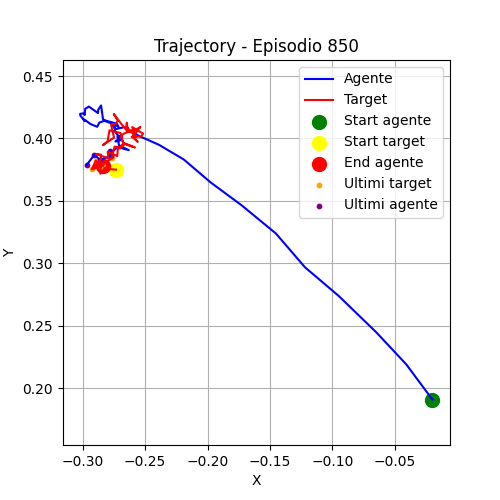 Trajectory - Episodio 850
Agente
Target
Start agente
Start target
End agente
Ultimi target
Ultimi agente
0.45
0.40
0.35
0.30
0.25
0.20
Y
−0.30 −0.25 −0.20 −0.15 −0.10 −0.05
X